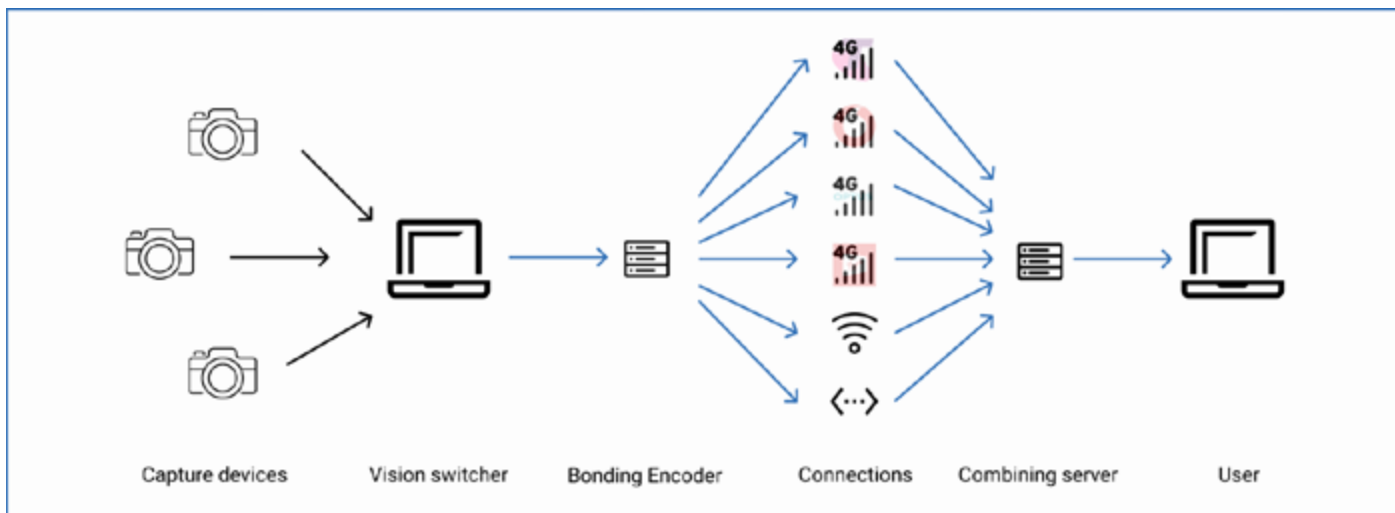 4G
4G
4G
4G
Capture devices
Vision switcher
Bonding Encoder
Connections
Combining server
User